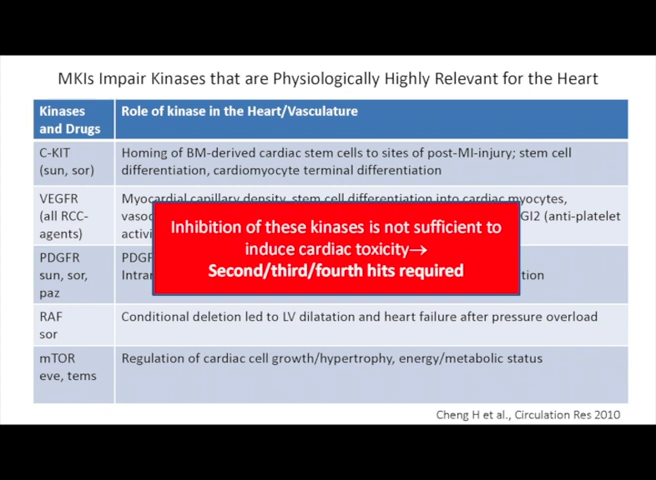 MKIs Impair Kinases that are Physiologically Highly Relevant for the Heart
Kinases and Drugs
Role of kinase in the Heart/Vasculature
C-KIT
(sun, sor)
Homing of BM-derived cardiac stem cells to sites of post-MI-injury; stem cell
differentiation, cardiomyocyte terminal differentiation
VEGFR
(all RCC-
agents)
Myocardial capillary density, stem cell differentiation into cardiac myocytes,
GI2 (anti-platelet
Inhibition of these kinases is not sufficient to
induce cardiac toxicity→
Second/third/fourth hits required
PDGFR
sun, sor,
paz
RAF
sor
Conditional deletion led to LV dilatation and heart failure after pressure overload
mTOR
eve, tems
Regulation of cardiac cell growth/hypertrophy, energy/metabolic status
Cheng H et al., Circulation Res 2010